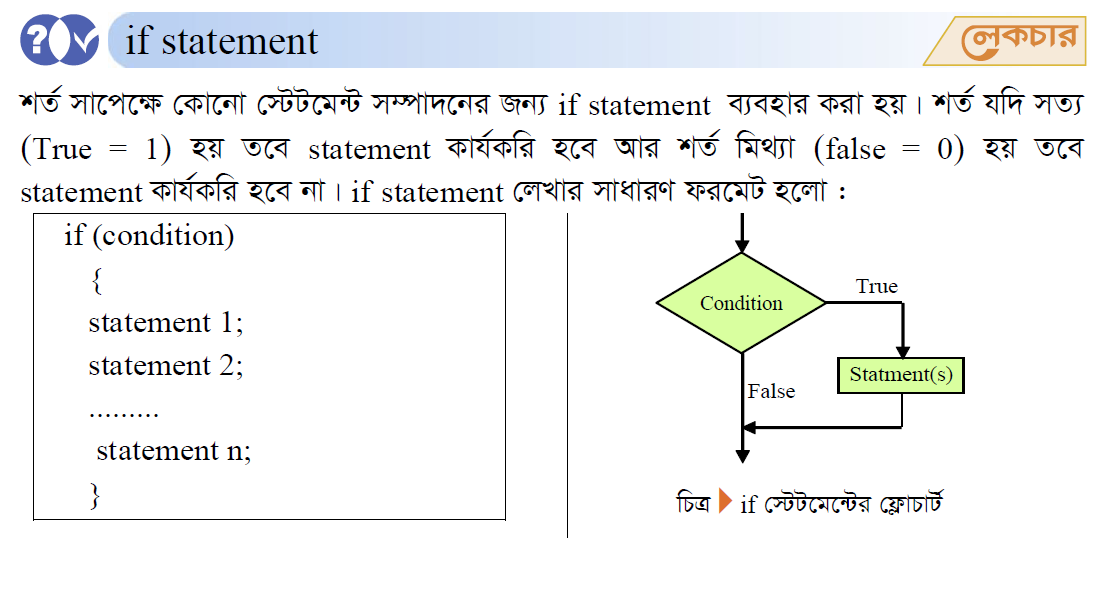 if statement
লেকচার
শর্ত সাপেক্ষে কোনো স্টেটমেন্ট সম্পাদনের জন্য if statement ব্যবহার করা হয়। শর্ত যদি সত্য
(True = 1) হয় তবে statement কার্যকরি হবে আর শর্ত মিথ্যা (false = 0) হয় তবে
statement কার্যকরি হবে না। if statement লেখার সাধারণ ফরমেট হলো :
if (condition)
{
statement 1;
statement 2;
.........
statement n;
}
Condition
True
Statment(s)
False
চিত্র if স্টেটমেন্টের ফ্লোচার্ট